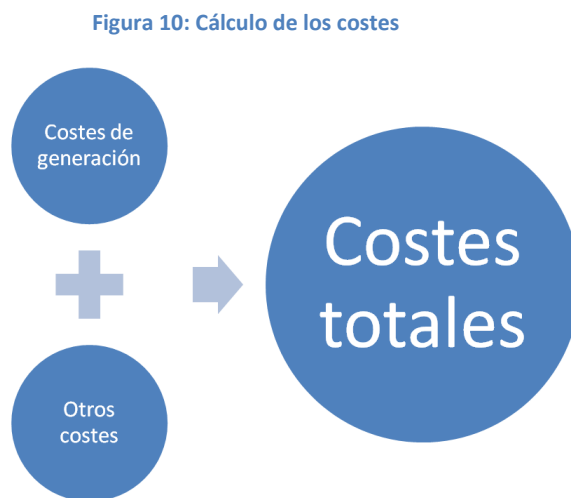 Figura 10: Cálculo de los costes
Costes de
generación
Otros
costes
Costes
totales